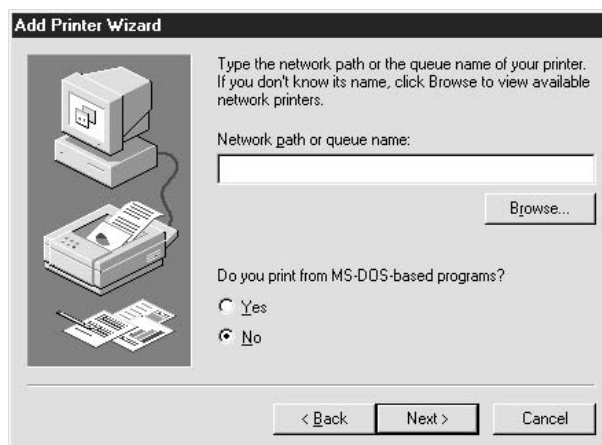 Add Printer Wizard
Type the network path or the queue name of your printer.
If you don't know its name, click Browse to view available
network printers.
Network path or queue name:
Browse...
Do you print from MS-DOS-based programs?
Yes
No
< Back
Next >
Cancel